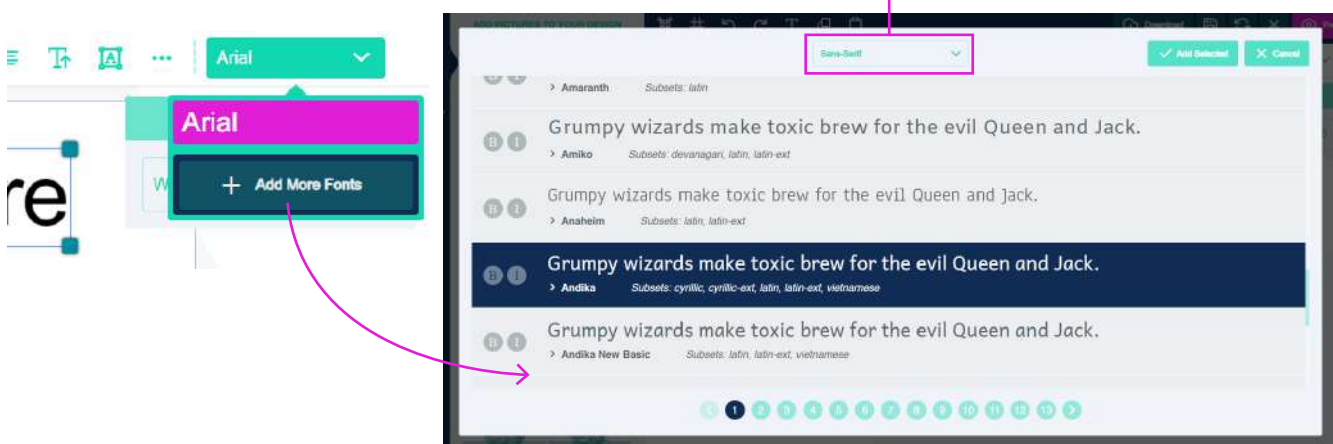 Arial
Arial
Add More Fonts
re
W
ADD PICTURES TO YOUR DESIGN
Download
Sans-Serif
Add Selected
Cancel
Amaranth Subsets: latin
Grumpy wizards make toxic brew for the evil Queen and Jack.
Amiko Subsets: devanagari, latin, latin-ext
Grumpy wizards make toxic brew for the evil Queen and Jack.
Anaheim Subsets: latin, latin-ext
Grumpy wizards make toxic brew for the evil Queen and Jack.
Andika Subsets: cyrillic, cyrillic-ext, latin, latin-ext, vietnamese
Grumpy wizards make toxic brew for the evil Queen and Jack.
Andika New Basic Subsets: latin, latin-ext, vietnamese
B I
B I
B I
B I
1 2 3 4 5 6 7 8 9 10 11 12 13